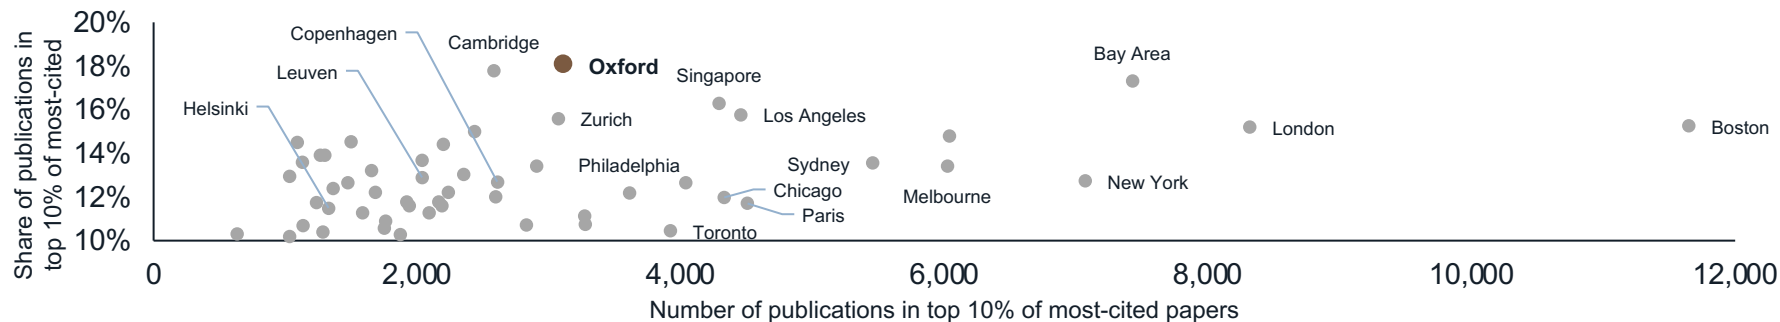 Share of publications in
top 10% of most-cited
20%
18%
16%
14%
12%
10%
Copenhagen
Cambridge
Leuven
Oxford
Helsinki
Singapore
Bay Area
Zurich
Los Angeles
London
Boston
Philadelphia
Sydney
Chicago
Melbourne
New York
Paris
Toronto
0
2,000
4,000
6,000
8,000
10,000
12,000
Number of publications in top 10% of most-cited papers